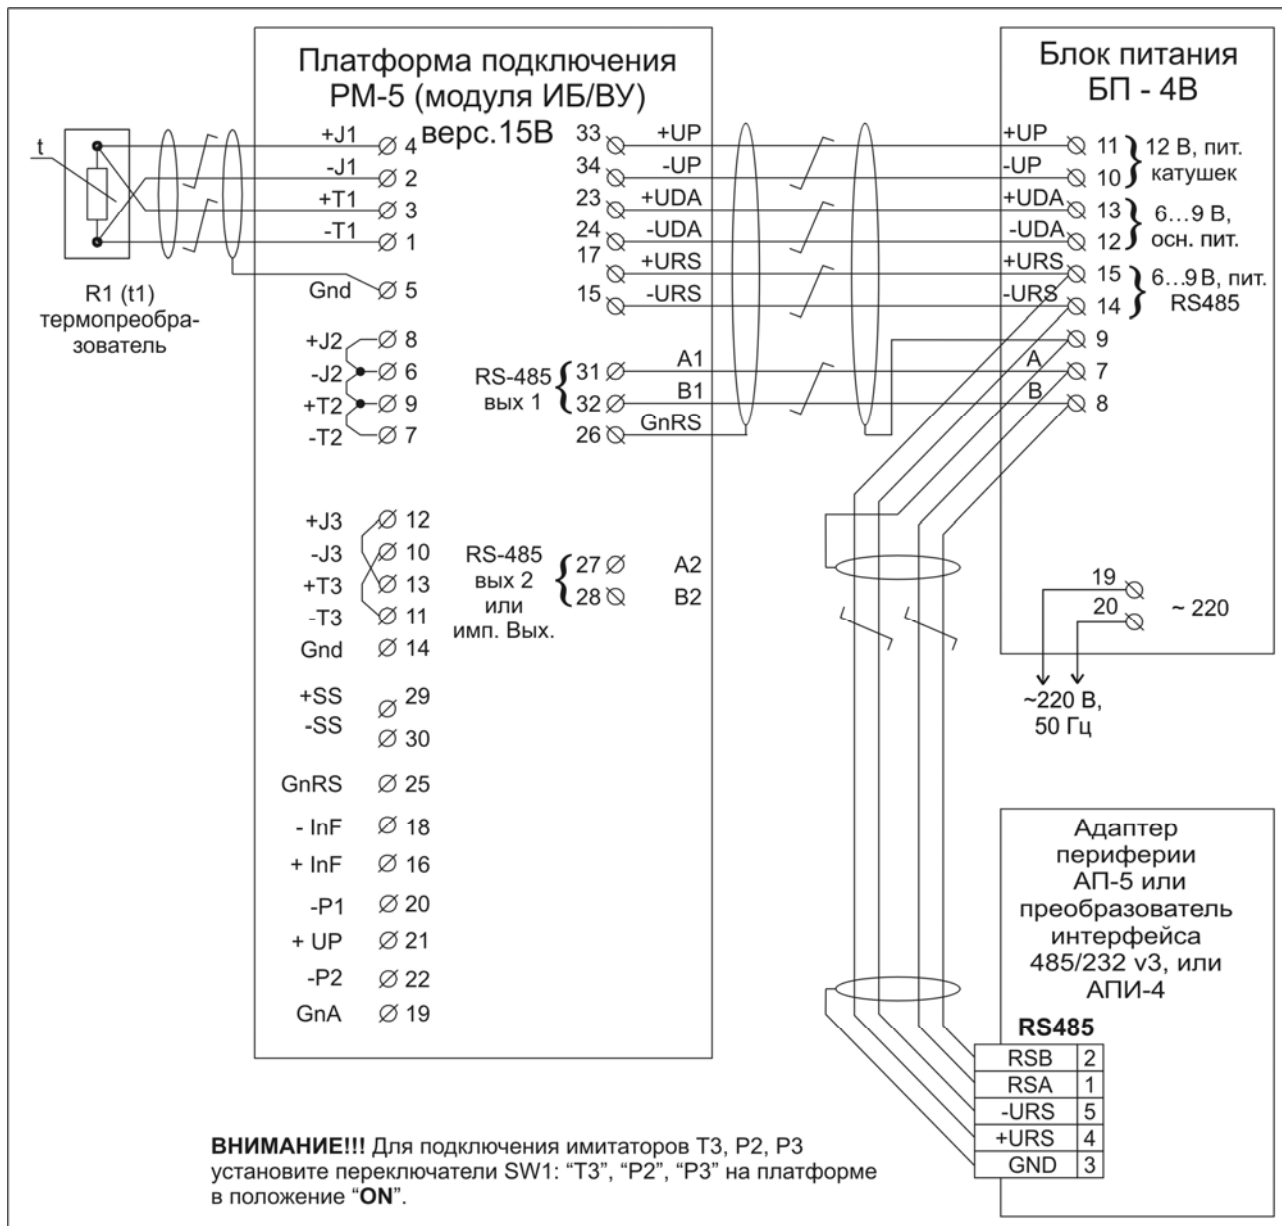 Платформа подключения
РМ-5 (модуля ИБ/ВУ)
верс.15В
Блок питания
БП - 4В
t
R1 (t1)
термопреобра-
зователь
+J1 4
-J1 2
+T1 3
-T1 1
Gnd 5
+J2 8
-J2 6
+T2 9
-T2 7
+J3 12
-J3 10
+T3 13
-T3 11
Gnd 14
+SS 29
-SS 30
GnRS 25
- InF 18
+ InF 16
-P1 20
+ UP 21
-P2 22
GnA 19
33 +UP
34 -UP
23 +UDA
24 -UDA
17 +URS
15 -URS
RS-485
вых 1
31 A1
32 B1
26 GnRS
RS-485
вых 2
или
имп. Вых.
27 A2
28 B2
+UP 11
-UP 10
12 В, пит.
катушек
+UDA 13
-UDA 12
6...9 В,
осн. пит.
+URS 15
-URS 14
6...9 В, пит.
RS485
9
A 7
B 8
19
20
~ 220
~220 В,
50 Гц
Адаптер
периферии
АП-5 или
преобразователь
интерфейса
485/232 v3, или
АПИ-4
RS485
RSB 2
RSA 1
-URS 5
+URS 4
GND 3
ВНИМАНИЕ!!! Для подключения имитаторов Т3, Р2, Р3
установите переключатели SW1: “Т3”, “Р2”, “Р3” на платформе
в положение “ON”.